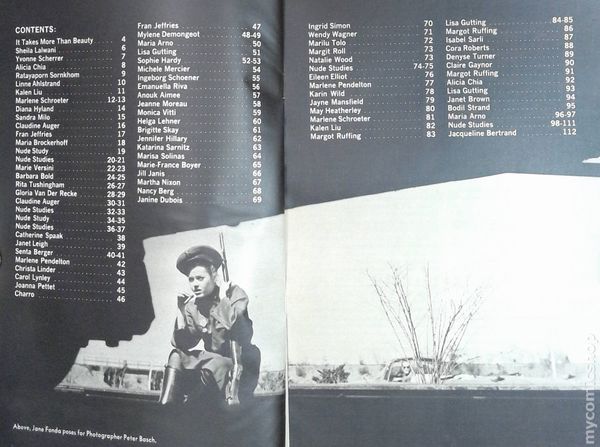 CONTENTS:
It Takes More Than Beauty 4
Sheila Lalwani 6
Yvonne Scherrer 7
Alicia Chia 8
Ratayaporn Sornkhom 9
Linne Ahlstrand 10
Kalen Liu 11
Marlene Schroeter 12-13
Diana Hyland 14
Sandra Milo 15
Claudine Auger 16
Fran Jeffries 17
Maria Brockerhoff 18
Nude Study 19
Nude Studies 20-21
Marie Versini 22-23
Barbara Bold 24-25
Rita Tushingham 26-27
Gloria Van Der Recke 28-29
Claudine Auger 30-31
Nude Studies 32-33
Nude Study 34-35
Nude Studies 36-37
Catherine Spaak 38
Janet Leigh 39
Senta Berger 40-41
Marlene Pendelton 42
Christa Linder 43
Carol Lynley 44
Joanna Pettet 45
Charro 46
Fran Jeffries 47
Mylene Demongeot 48-49
Maria Arno 50
Lisa Gutting 51
Sophie Hardy 52-53
Michele Mercier 54
Ingeborg Schoener 55
Emanuella Riva 56
Anouk Aimee 57
Jeanne Moreau 58
Monica Vitti 59
Helga Lehner 60
Brigitte Skay 61
Jennifer Hillary 62
Katarina Sarnitz 63
Marisa Solinas 64
Marie-France Boyer 65
Jill Janis 66
Martha Nixon 67
Nancy Berg 68
Janine Dubois 69
Ingrid Simon 70
Wendy Wagner 71
Marilu Tolo 72
Margit Roll 73
Natalie Wood 73
Nude Studies 74-75
Eileen Elliot 76
Marlene Pendelton 77
Karin Wild 78
Jayne Mansfield 79
May Heatherley 80
Marlene Schroeter 81
Kalen Liu 82
Margot Ruffing 83
Lisa Gutting 84-85
Margot Ruffing 86
Isabel Sarli 87
Cora Roberts 88
Denyse Turner 89
Claire Gaynor 90
Margot Ruffing 91
Alicia Chia 92
Lisa Gutting 93
Janet Brown 94
Bodil Strand 95
Maria Arno 96-97
Nude Studies 98-111
Jacqueline Bertrand 112
Above, Jane Fonda poses for Photographer Peter Basch.
mycomicshop